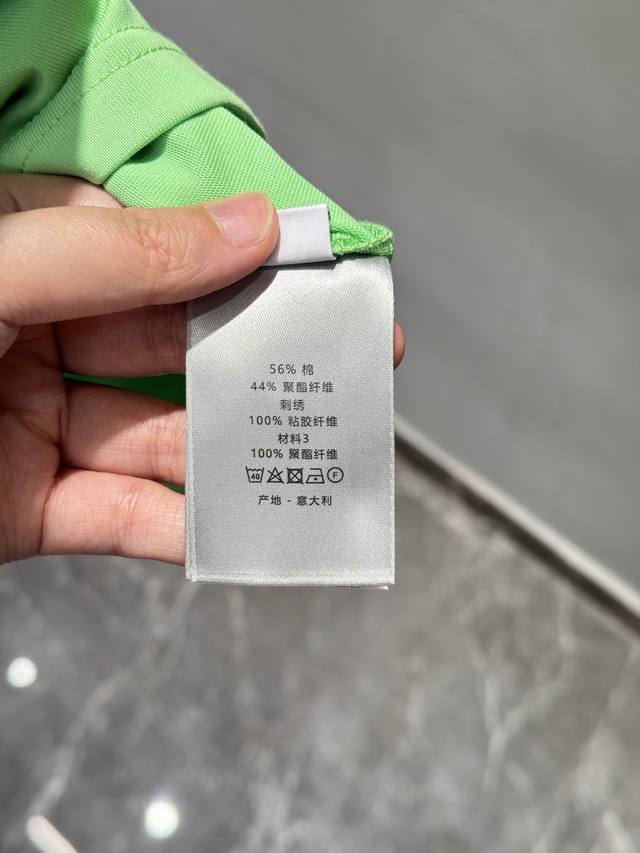 56% 棉
44% 聚酯纤维
刺绣
100% 粘胶纤维
材料3
100% 聚酯纤维
40 F
产地 - 意大利